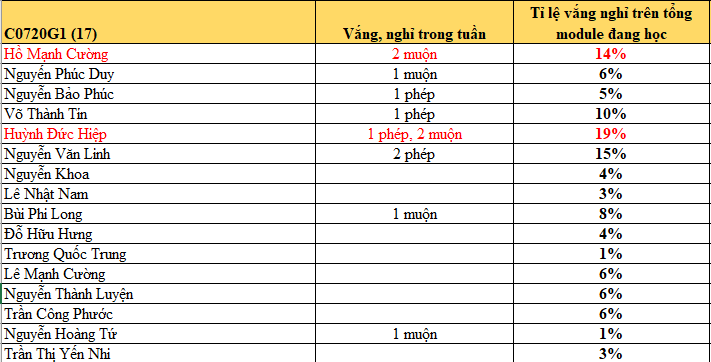 C0720G1 (17) Vắng, nghỉ trong tuần Tỉ lệ vắng nghỉ trên tổng module đang học
Hồ Mạnh Cường 2 muộn 14%
Nguyễn Phúc Duy 1 muộn 6%
Nguyễn Bảo Phúc 1 phép 5%
Võ Thành Tín 1 phép 10%
Huỳnh Đức Hiệp 1 phép, 2 muộn 19%
Nguyễn Văn Linh 2 phép 15%
Nguyễn Khoa 4%
Lê Nhật Nam 3%
Bùi Phi Long 1 muộn 8%
Đỗ Hữu Hưng 4%
Trương Quốc Trung 1%
Lê Mạnh Cường 6%
Nguyễn Thành Luyện 6%
Trần Công Phước 6%
Nguyễn Hoàng Tứ 1 muộn 1%
Trần Thị Yến Nhi 3%